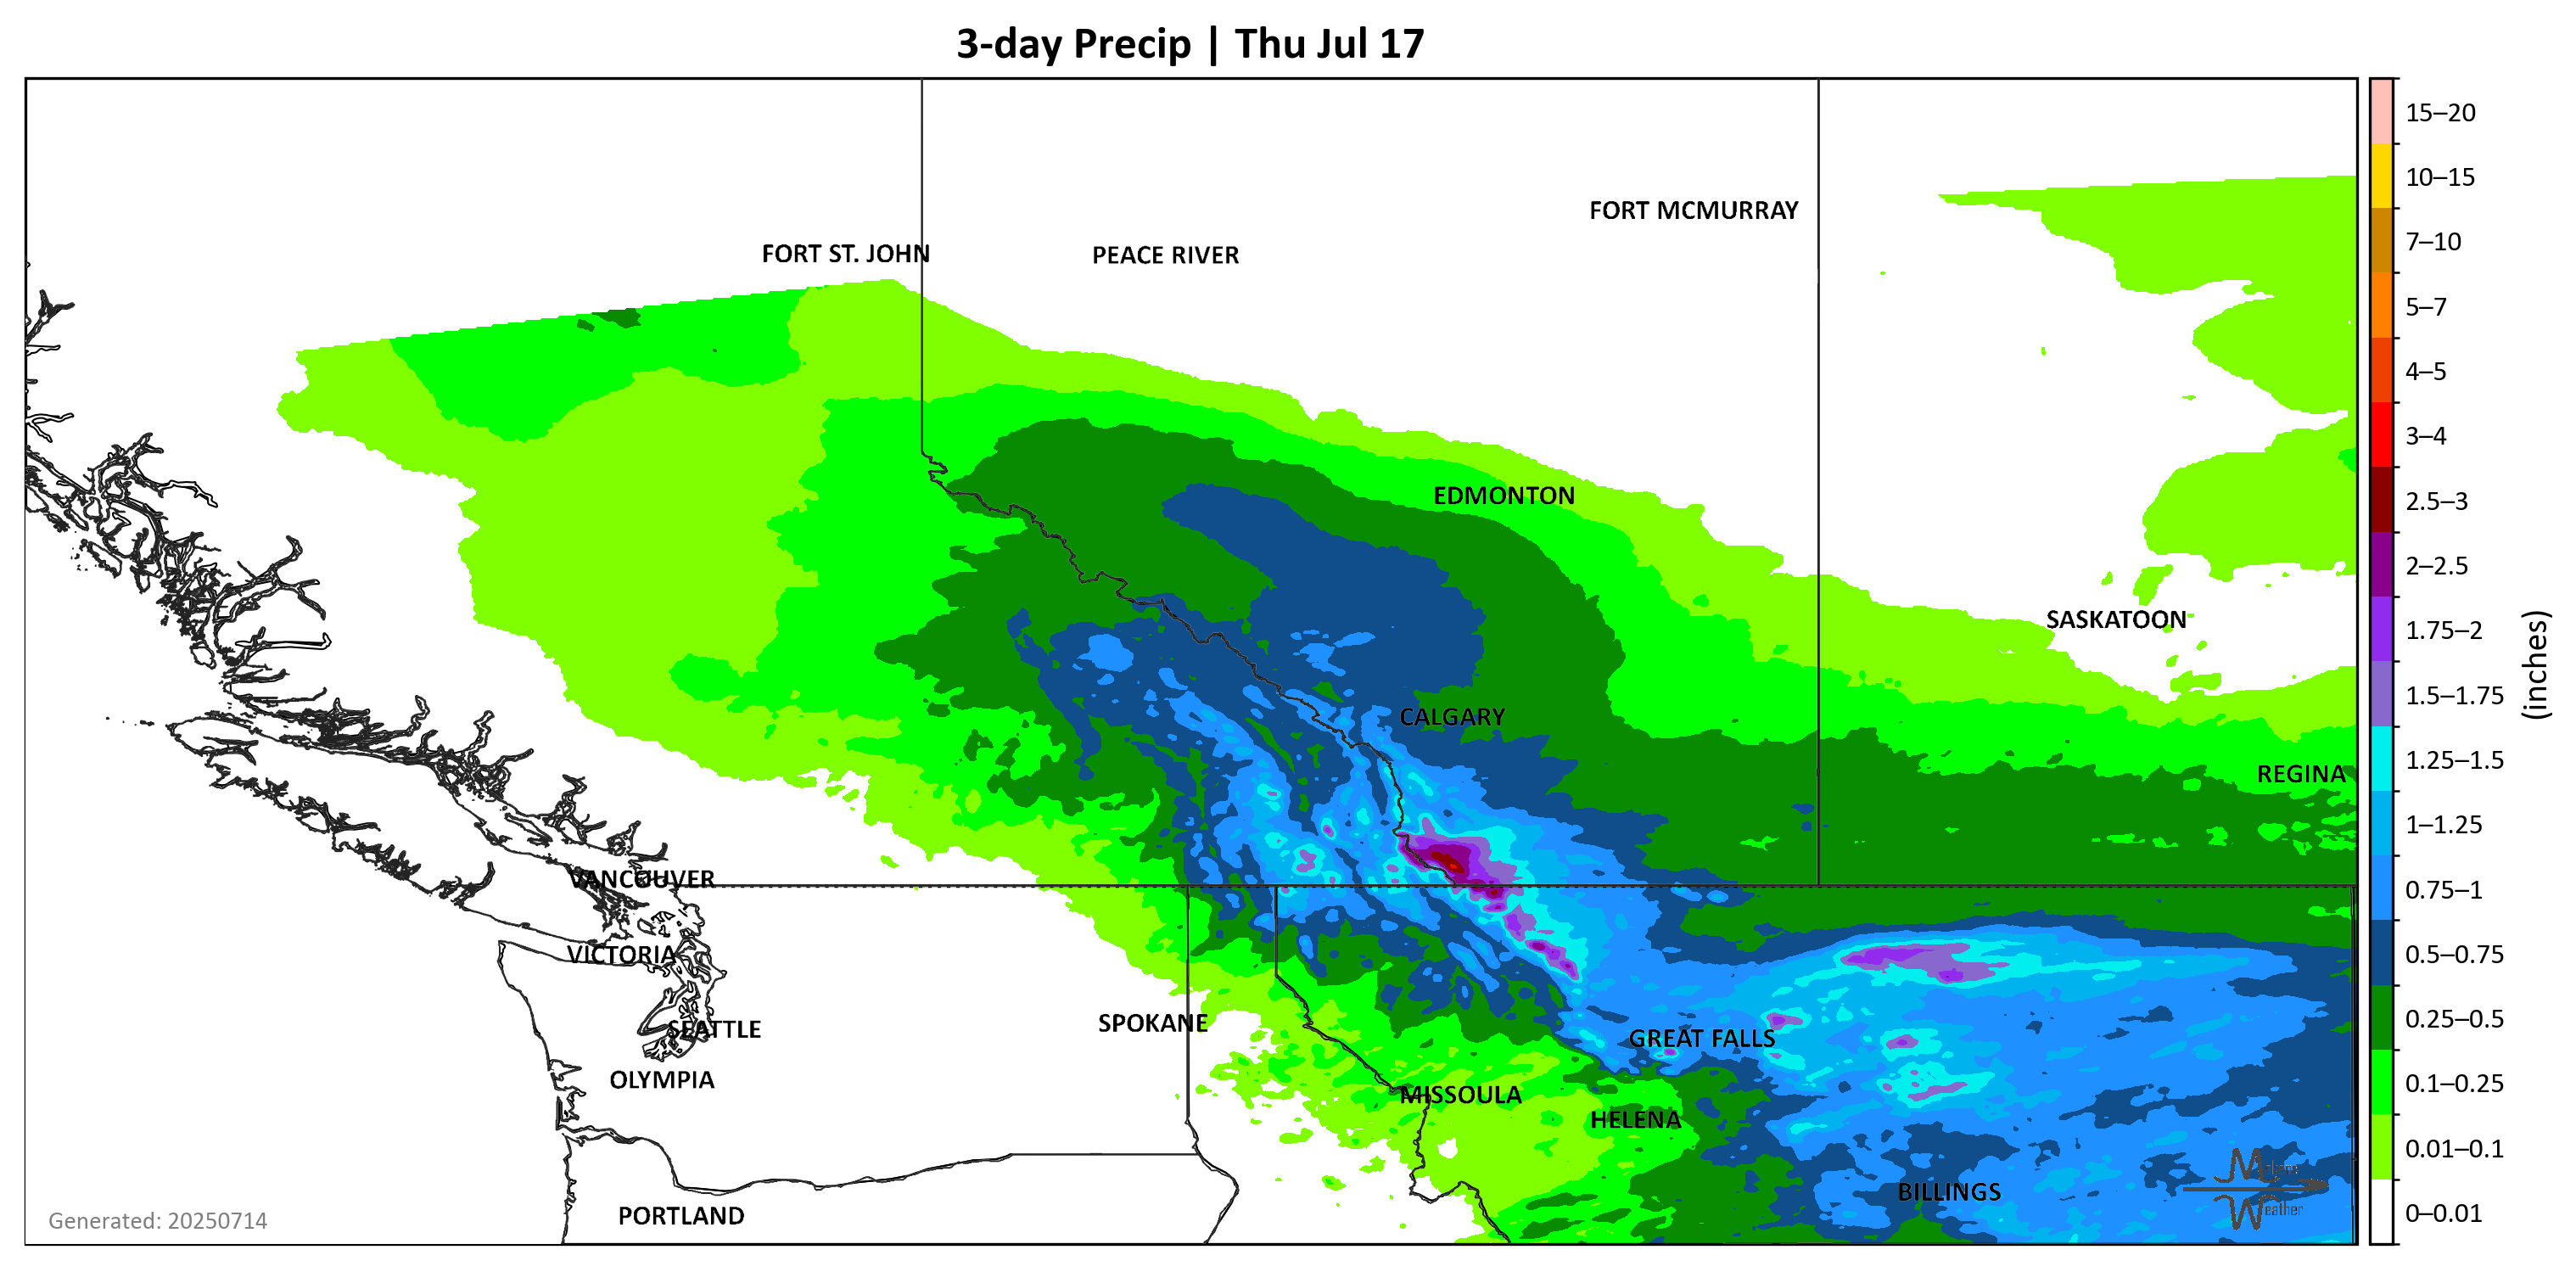 3-day Precip | Thu Jul 17
FORT MCMURRAY
FORT ST. JOHN
PEACE RIVER
EDMONTON
SASKATOON
CALGARY
REGINA
VANCOUVER
VICTORIA
SPOKANE
SEATTLE
GREAT FALLS
OLYMPIA
MISSOULA
HELENA
BILLINGS
PORTLAND
Generated: 20250714
Weather
15–20
10–15
7–10
5–7
4–5
3–4
2.5–3
2–2.5
1.75–2
1.5–1.75
1.25–1.5
1–1.25
0.75–1
0.5–0.75
0.25–0.5
0.1–0.25
0.01–0.1
0–0.01
(inches)